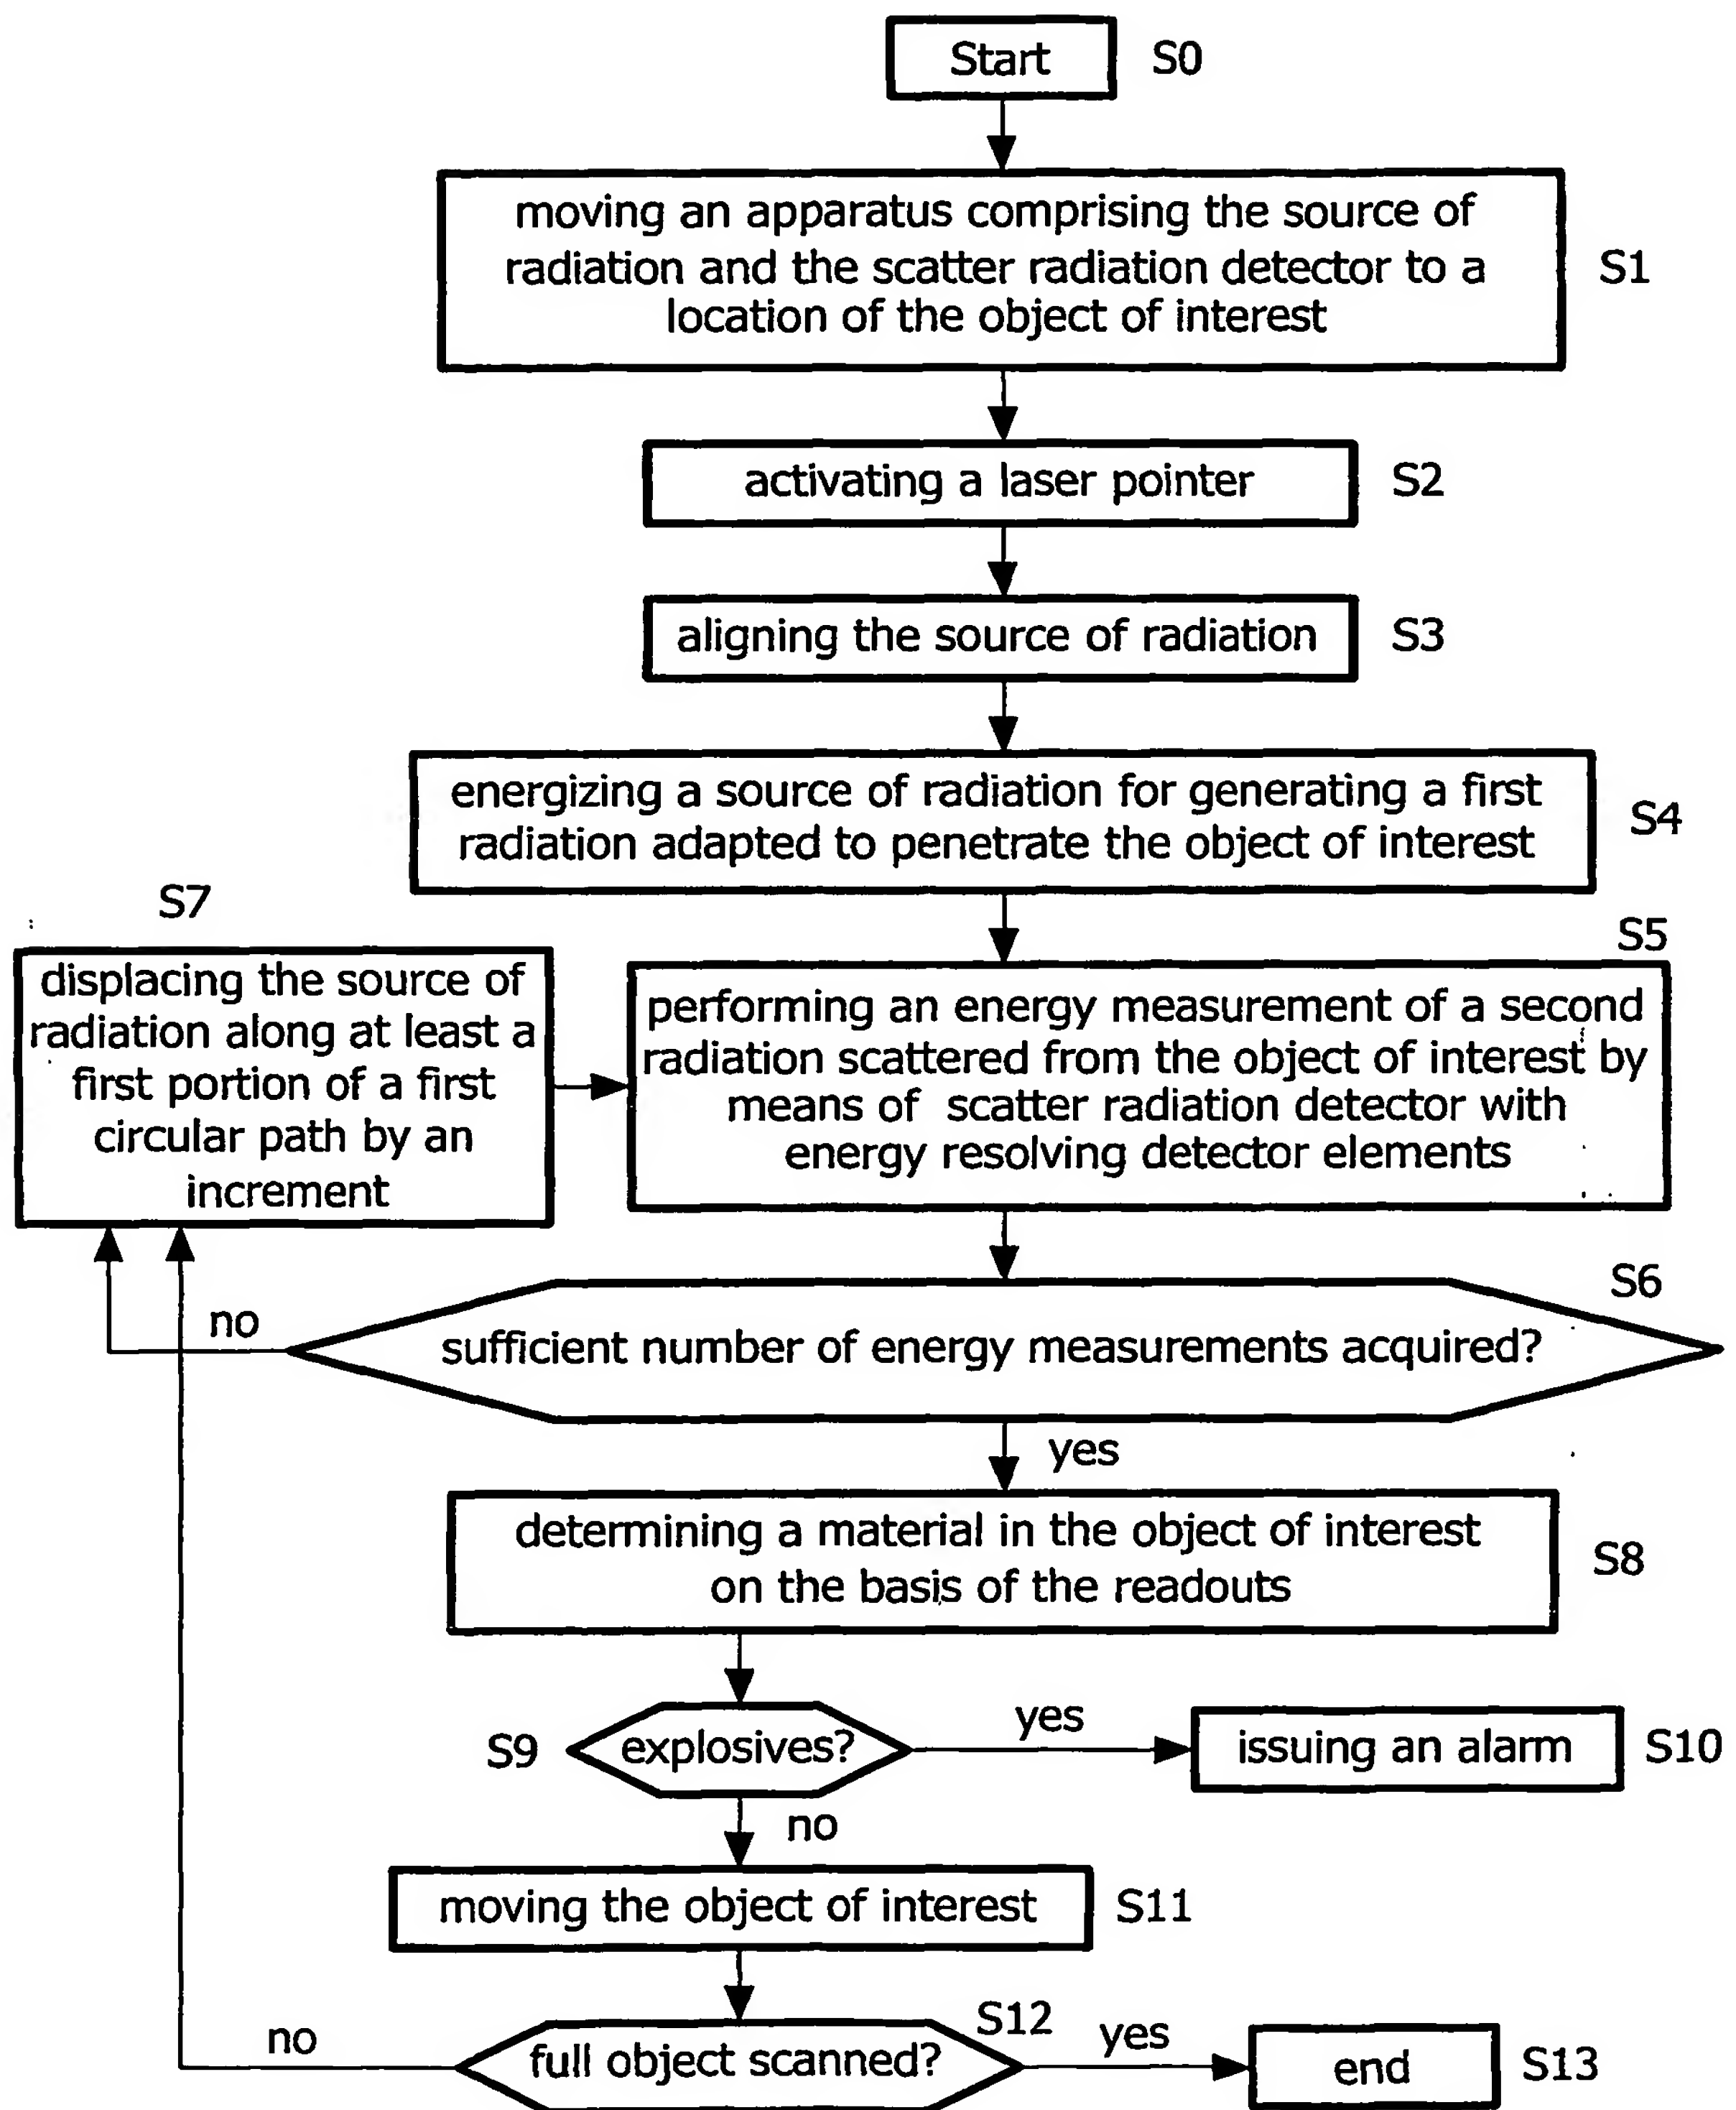 Start
S0
moving an apparatus comprising the source of
radiation and the scatter radiation detector to a
location of the object of interest
S1
activating a laser pointer
S2
aligning the source of radiation
S3
energizing a source of radiation for generating a first
radiation adapted to penetrate the object of interest
S4
S7
displacing the source of
radiation along at least a
first portion of a first
circular path by an
increment
S5
performing an energy measurement of a second
radiation scattered from the object of interest by
means of scatter radiation detector with
energy resolving detector elements
S6
no
sufficient number of energy measurements acquired?
yes
determining a material in the object of interest
on the basis of the readouts
S8
S9
explosives?
yes
issuing an alarm
S10
no
moving the object of interest
S11
no
full object scanned?
S12
yes
end
S13